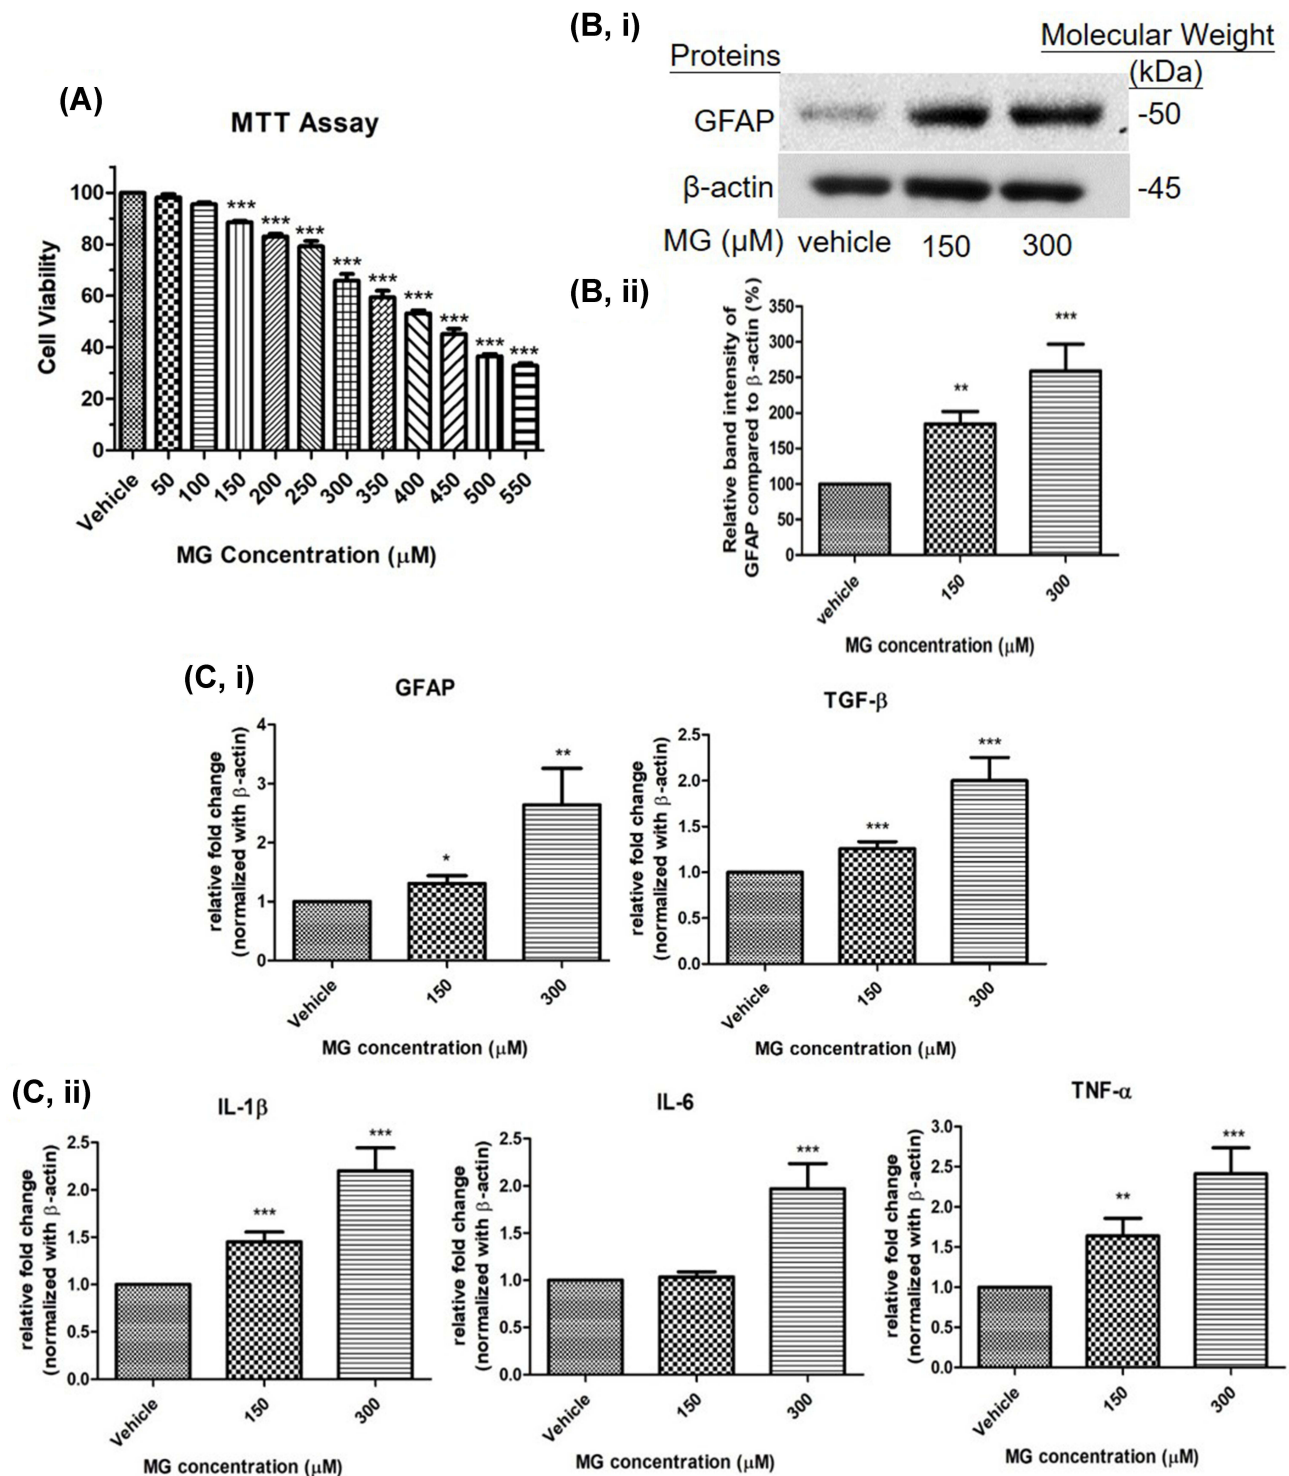 (A)
MTT Assay
Cell Viability
100
80
60
40
20
0
***
***
***
***
***
***
***
***
***
Vehicle 50 100 150 200 250 300 350 400 450 500 550
MG Concentration (μM)
(B, i)
Proteins
Molecular Weight
(kDa)
GFAP
-50
β-actin
-45
MG (μM) vehicle 150 300
(B, ii)
Relative band intensity of
GFAP compared to β-actin (%)
350
300
250
200
150
100
50
0
**
***
vehicle 150 300
MG concentration (μM)
(C, i)
GFAP
relative fold change
(normalized with β-actin)
4
3
2
1
0
*
**
Vehicle 150 300
MG concentration (μM)
TGF-β
relative fold change
(normalized with β-actin)
2.5
2.0
1.5
1.0
0.5
0.0
***
***
Vehicle 150 300
MG concentration (μM)
(C, ii)
IL-1β
relative fold change
(normalized with β-actin)
2.5
2.0
1.5
1.0
0.5
0.0
***
***
Vehicle 150 300
MG concentration (μM)
IL-6
relative fold change
(normalized with β-actin)
2.5
2.0
1.5
1.0
0.5
0.0
***
Vehicle 150 300
MG concentration (μM)
TNF-α
relative fold change
(normalized with β-actin)
3.0
2.5
2.0
1.5
1.0
0.5
0.0
**
***
Vehicle 150 300
MG concentration (μM)